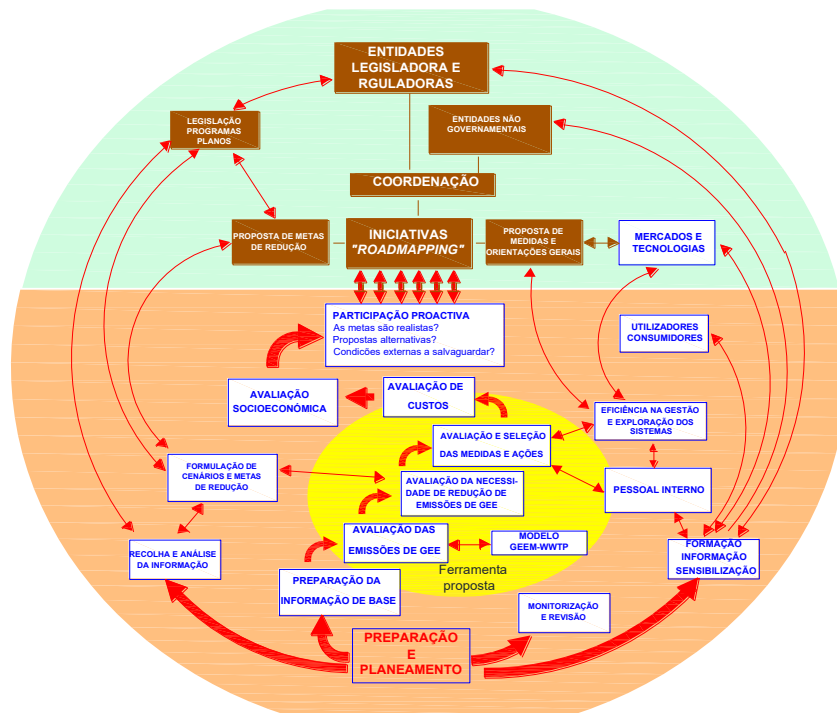 ENTIDADES
LEGISLADORA E
RGULADORAS
LEGISLAÇÃO
PROGRAMAS
PLANOS
ENTIDADES NÃO
GOVERNAMENTAIS
COORDENAÇÃO
PROPOSTA DE METAS
DE REDUÇÃO
INICIATIVAS
"ROADMAPPING"
PROPOSTA DE
MEDIDAS E
ORIENTAÇÕES GERAIS
MERCADOS E
TECNOLOGIAS
PARTICIPAÇÃO PROACTIVA
As metas são realistas?
Propostas alternativas?
Condicões externas a salvaguardar?
UTILIZADORES
CONSUMIDORES
AVALIAÇÃO
SOCIOECONÓMICA
AVALIAÇÃO DE
CUSTOS
EFICIÊNCIA NA GESTÃO
E EXPLORAÇÃO DOS
SISTEMAS
AVALIAÇÃO E SELEÇÃO
DAS MEDIDAS E AÇÕES
FORMULAÇÃO DE
CENÁRIOS E METAS
DE REDUÇÃO
AVALIAÇÃO DA NECESSI-
DADE DE REDUÇÃO DE
EMISSÕES DE GEE
PESSOAL INTERNO
AVALIAÇÃO DAS
EMISSÕES DE GEE
MODELO
GEEM-WWTP
RECOLHA E ANÁLISE
DA INFORMAÇÃO
FORMAÇÃO
INFORMAÇÃO
SENSIBILIZAÇÃO
Ferramenta
proposta
PREPARAÇÃO DA
INFORMAÇÃO DE BASE
MONITORIZAÇÃO
E REVISÃO
PREPARAÇÃO
E
PLANEAMENTO